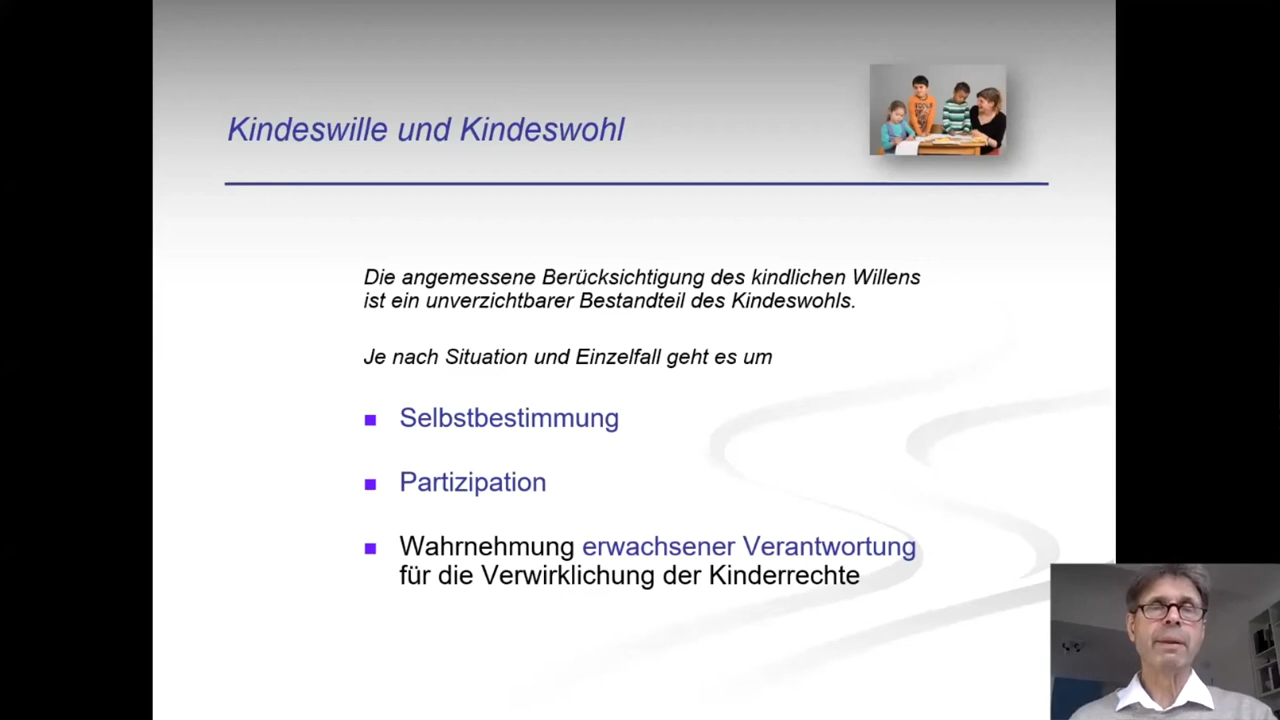 Kindeswille und Kindeswohl
Die angemessene Berücksichtigung des kindlichen Willens
ist ein unverzichtbarer Bestandteil des Kindeswohls.
Je nach Situation und Einzelfall geht es um
Selbstbestimmung
Partizipation
Wahrnehmung erwachsener Verantwortung
für die Verwirklichung der Kinderrechte